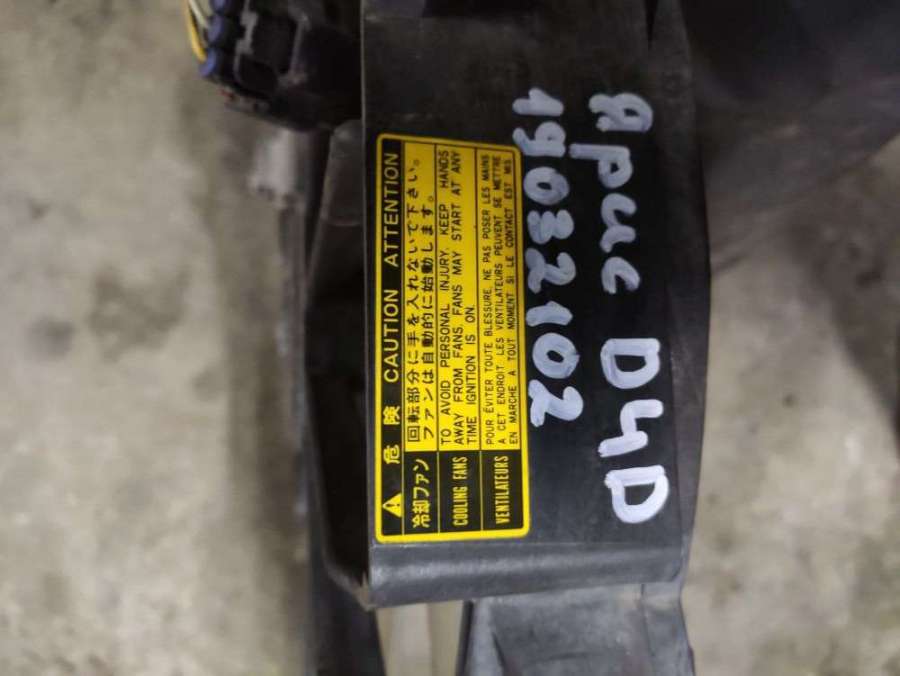 危 険 CAUTION ATTENTION
冷却ファン
回転部分に手を入れないで下さい。
ファンは自動的に始動します。
COOLING FANS
TO AVOID PERSONAL INJURY, KEEP HANDS
AWAY FROM FANS. FANS MAY START AT ANY
TIME IGNITION IS ON.
VENTILATEURS
POUR ÉVITER TOUTE BLESSURE, NE PAS POSER LES MAINS
A CET ENDROIT. LES VENTILATEURS PEUVENT SE METTRE
EN MARCHE A TOUT MOMENT SI LE CONTACT EST MIS.
19032102
Ярис D4D